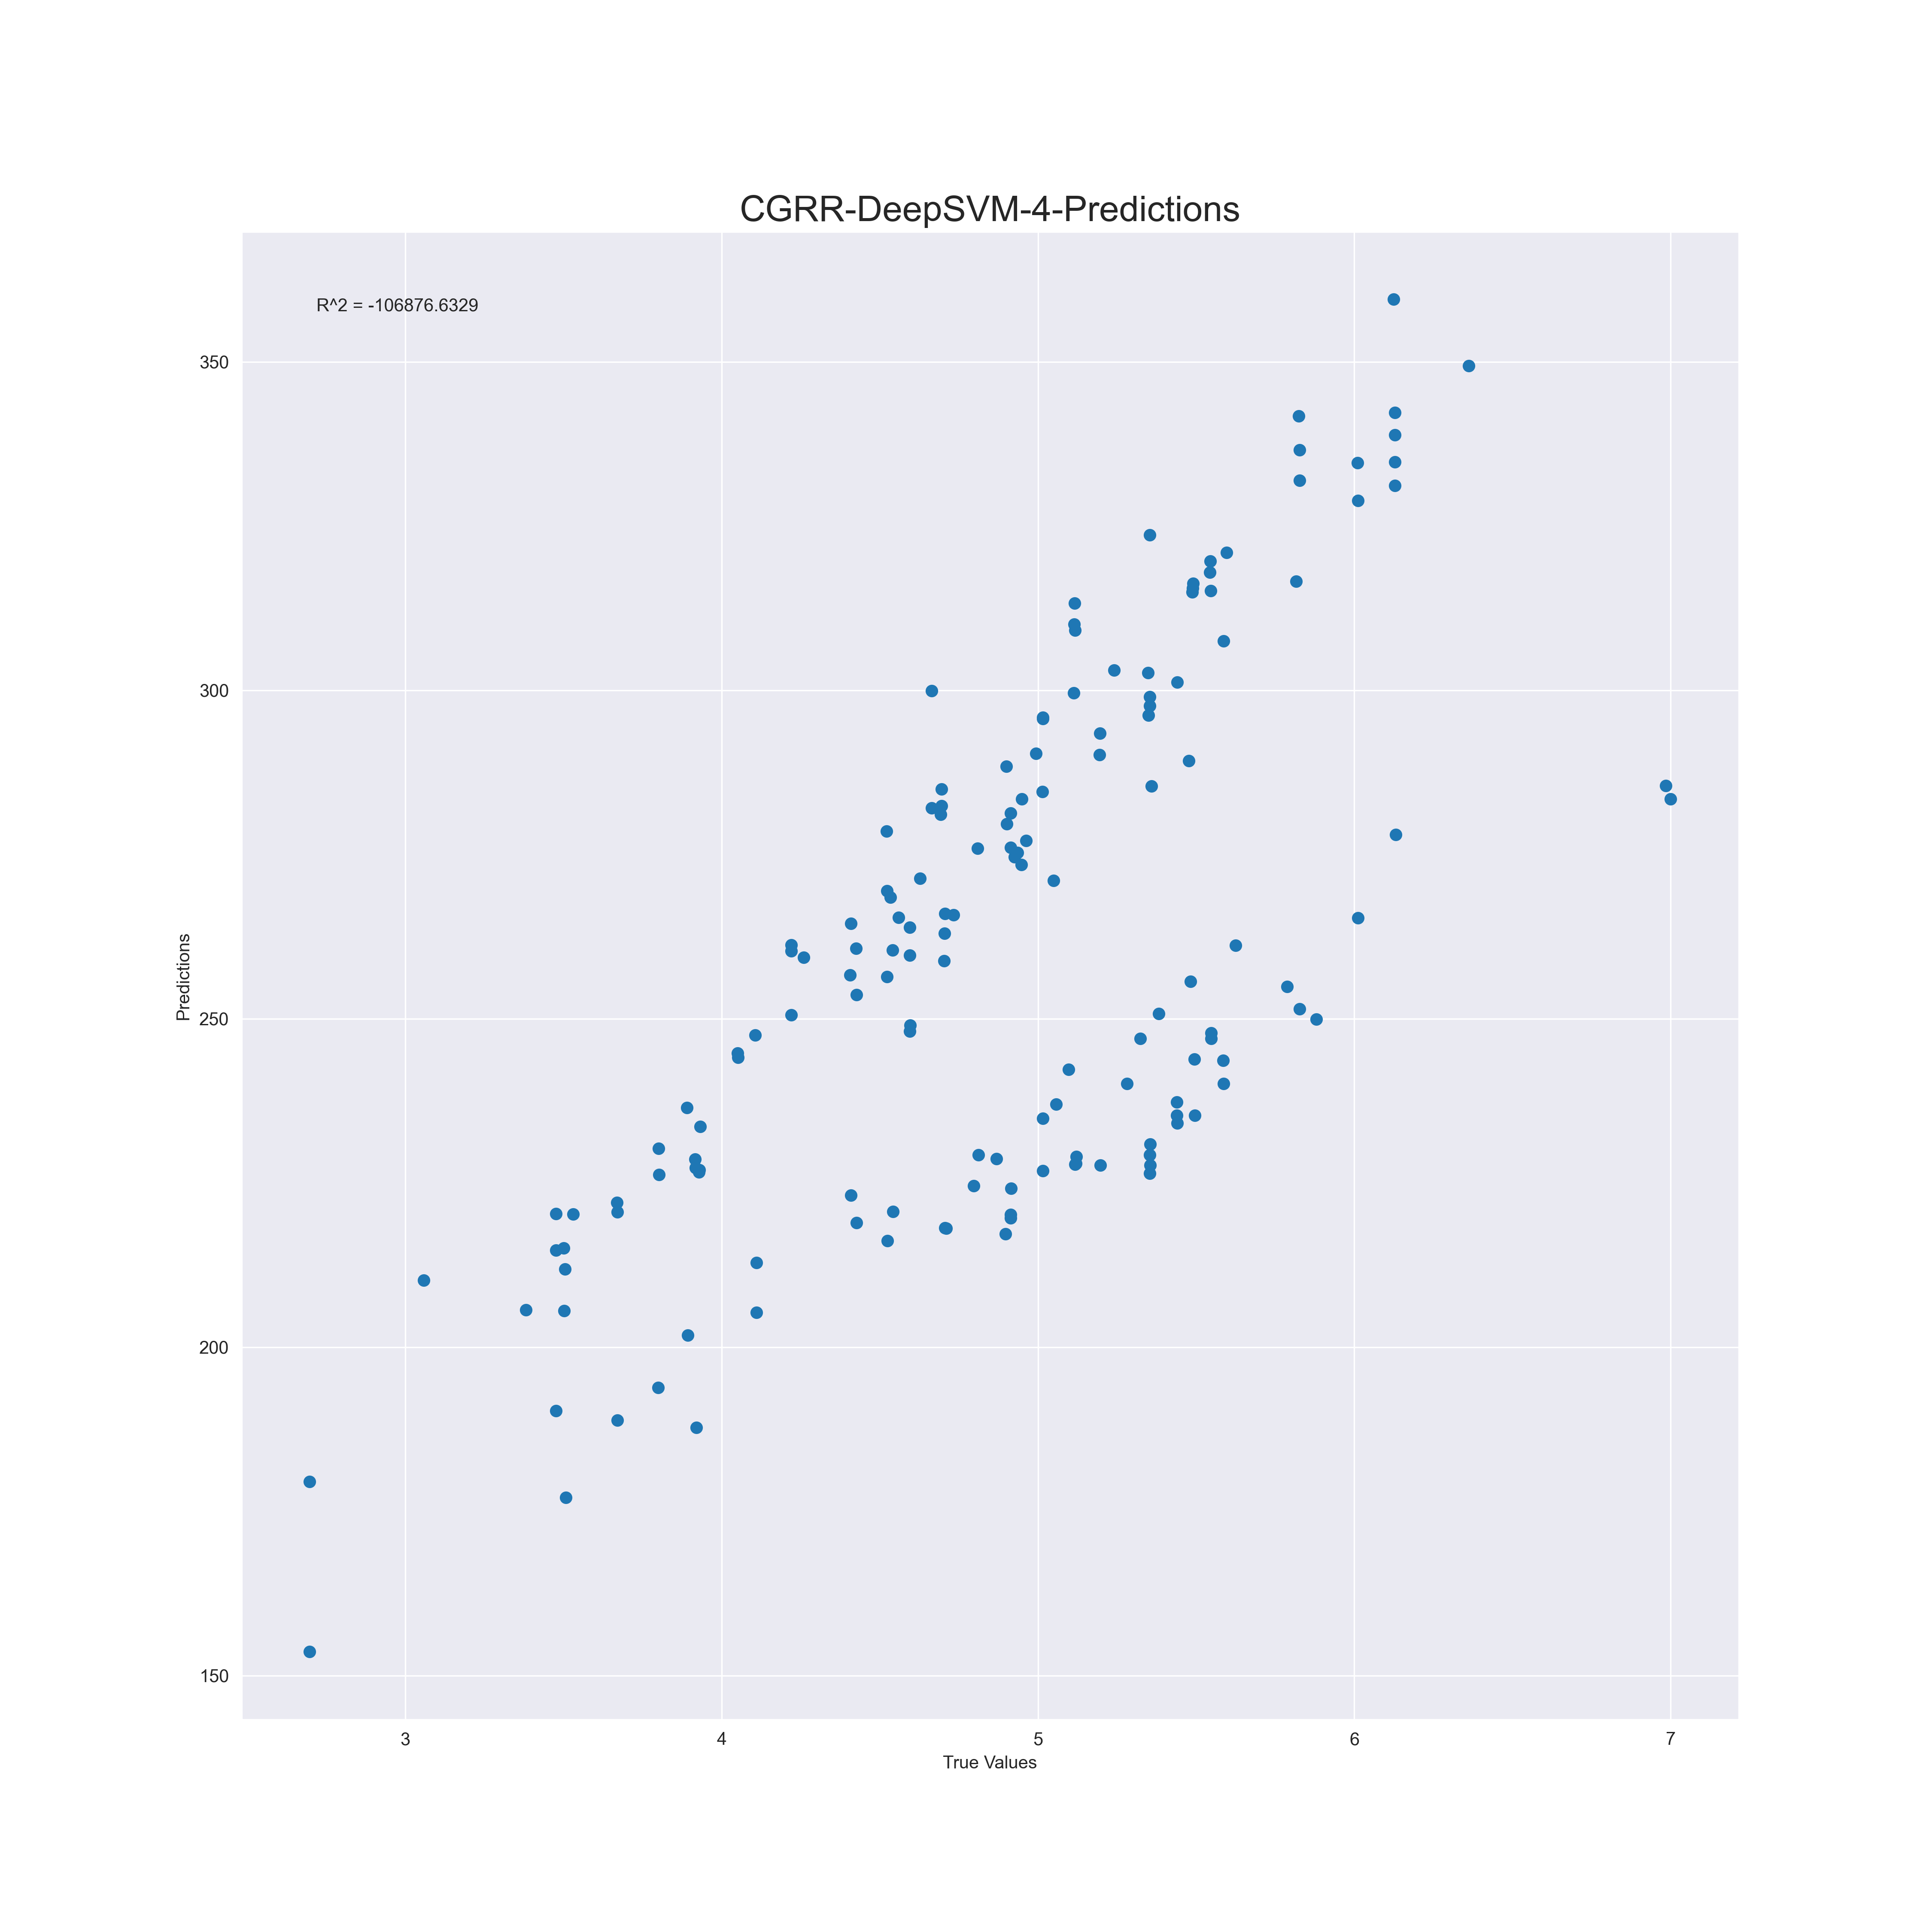 CGRR-DeepSVM-4-Predictions
R^2 = -106876.6329
350
300
250
200
150
Predictions
3 4 5 6 7
True Values